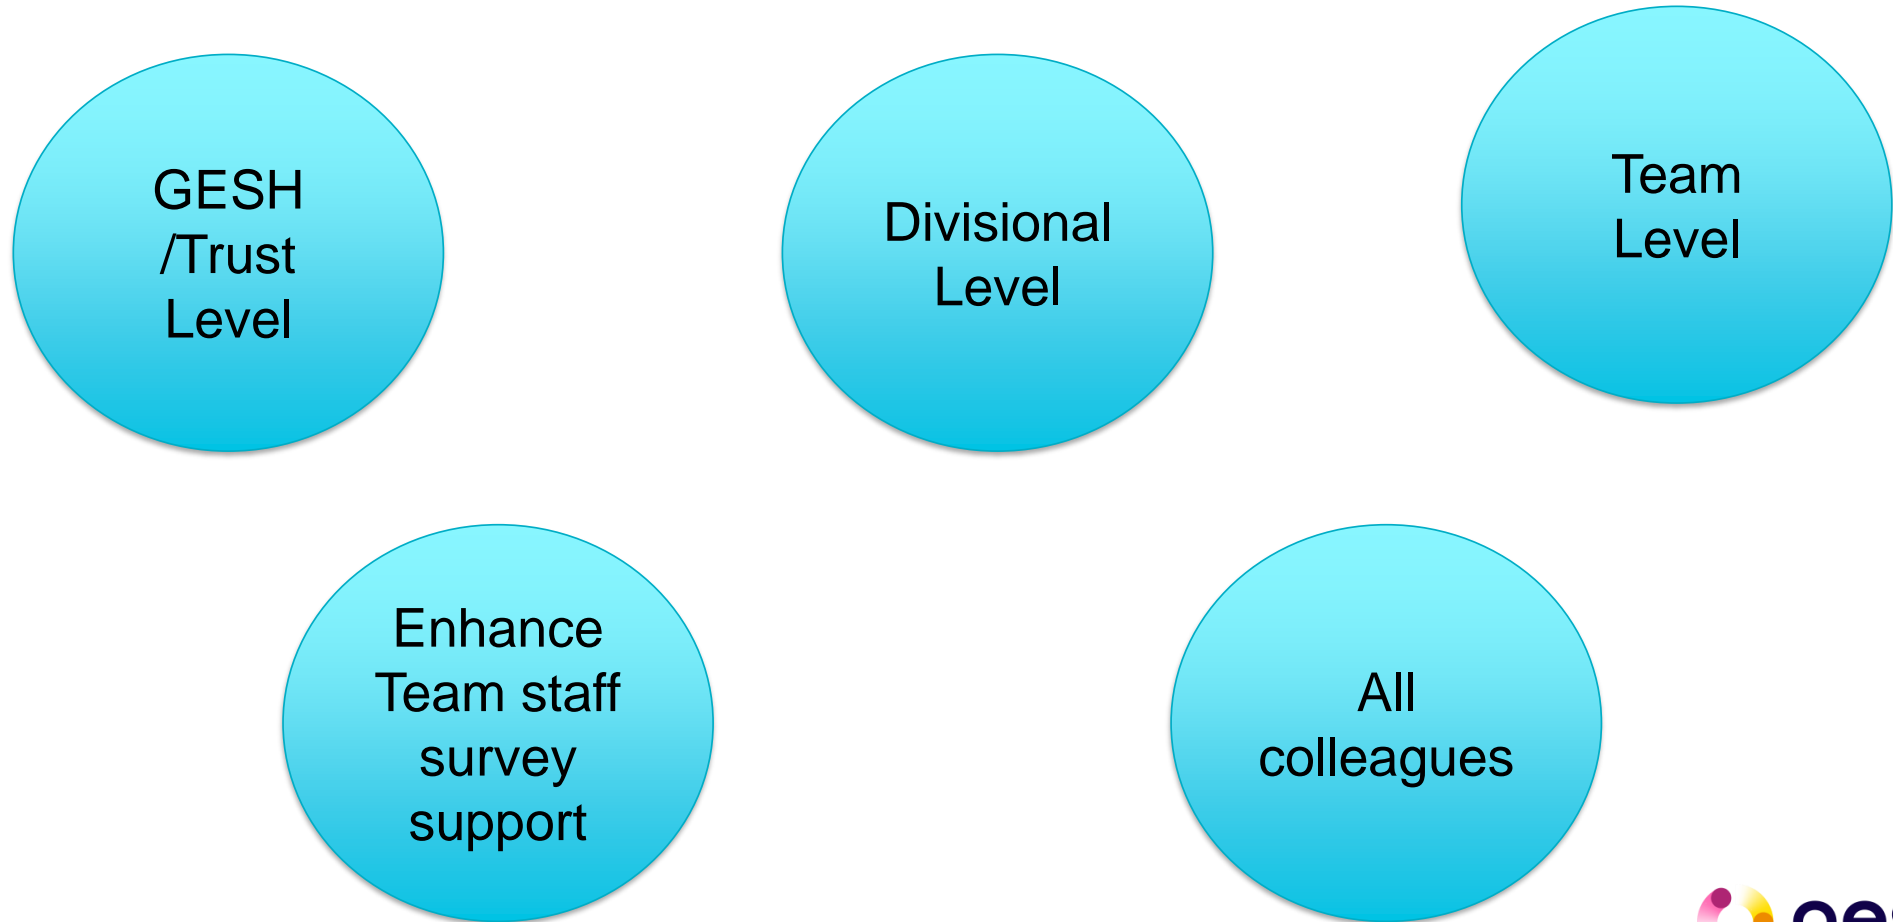 GESH
/Trust
Level
Divisional
Level
Team
Level
Enhance
Team staff
survey
support
All
colleagues